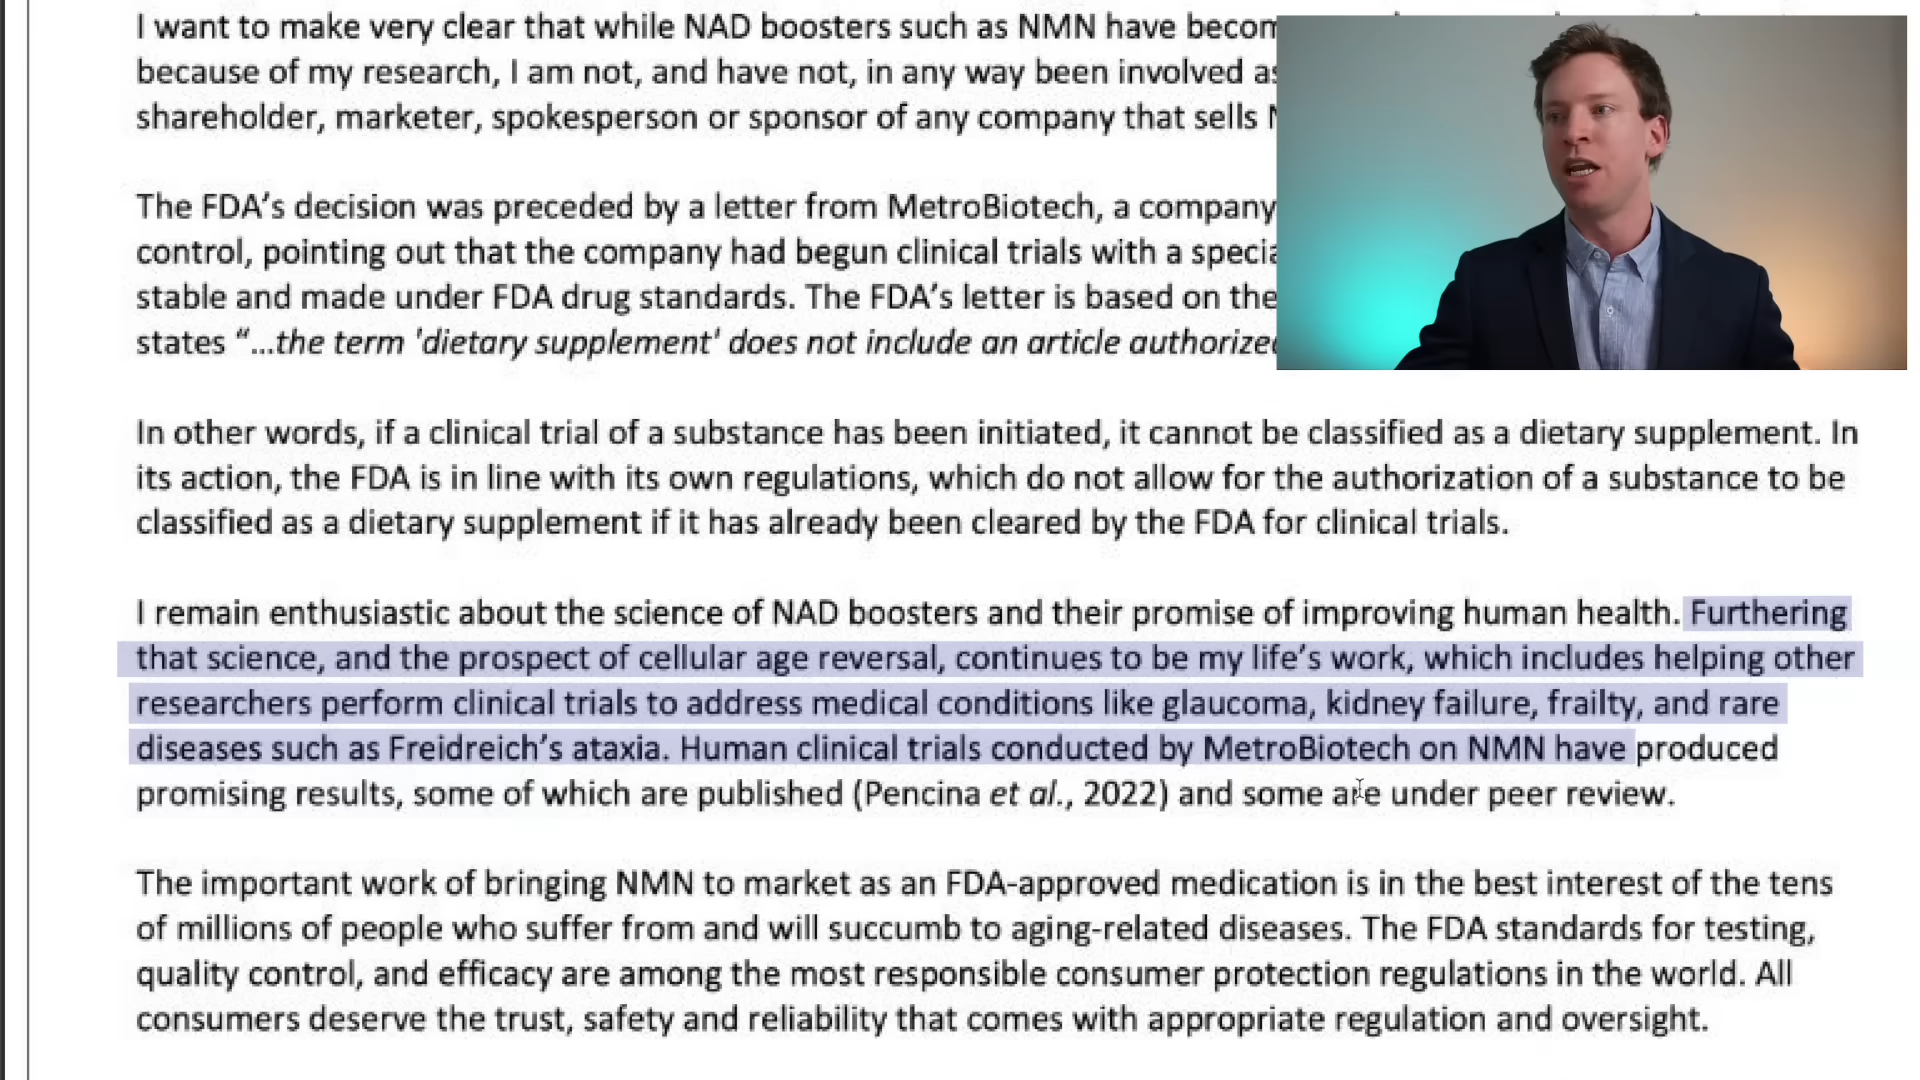 I want to make very clear that while NAD boosters such as NMN have becom
because of my research, I am not, and have not, in any way been involved as
shareholder, marketer, spokesperson or sponsor of any company that sells
The FDA’s decision was preceded by a letter from MetroBiotech, a company
control, pointing out that the company had begun clinical trials with a specia
stable and made under FDA drug standards. The FDA’s letter is based on the
states “...the term 'dietary supplement' does not include an article authorized
In other words, if a clinical trial of a substance has been initiated, it cannot be classified as a dietary supplement. In
its action, the FDA is in line with its own regulations, which do not allow for the authorization of a substance to be
classified as a dietary supplement if it has already been cleared by the FDA for clinical trials.
I remain enthusiastic about the science of NAD boosters and their promise of improving human health. Furthering
that science, and the prospect of cellular age reversal, continues to be my life’s work, which includes helping other
researchers perform clinical trials to address medical conditions like glaucoma, kidney failure, frailty, and rare
diseases such as Freidreich’s ataxia. Human clinical trials conducted by MetroBiotech on NMN have produced
promising results, some of which are published (Pencina et al., 2022) and some are under peer review.
The important work of bringing NMN to market as an FDA-approved medication is in the best interest of the tens
of millions of people who suffer from and will succumb to aging-related diseases. The FDA standards for testing,
quality control, and efficacy are among the most responsible consumer protection regulations in the world. All
consumers deserve the trust, safety and reliability that comes with appropriate regulation and oversight.